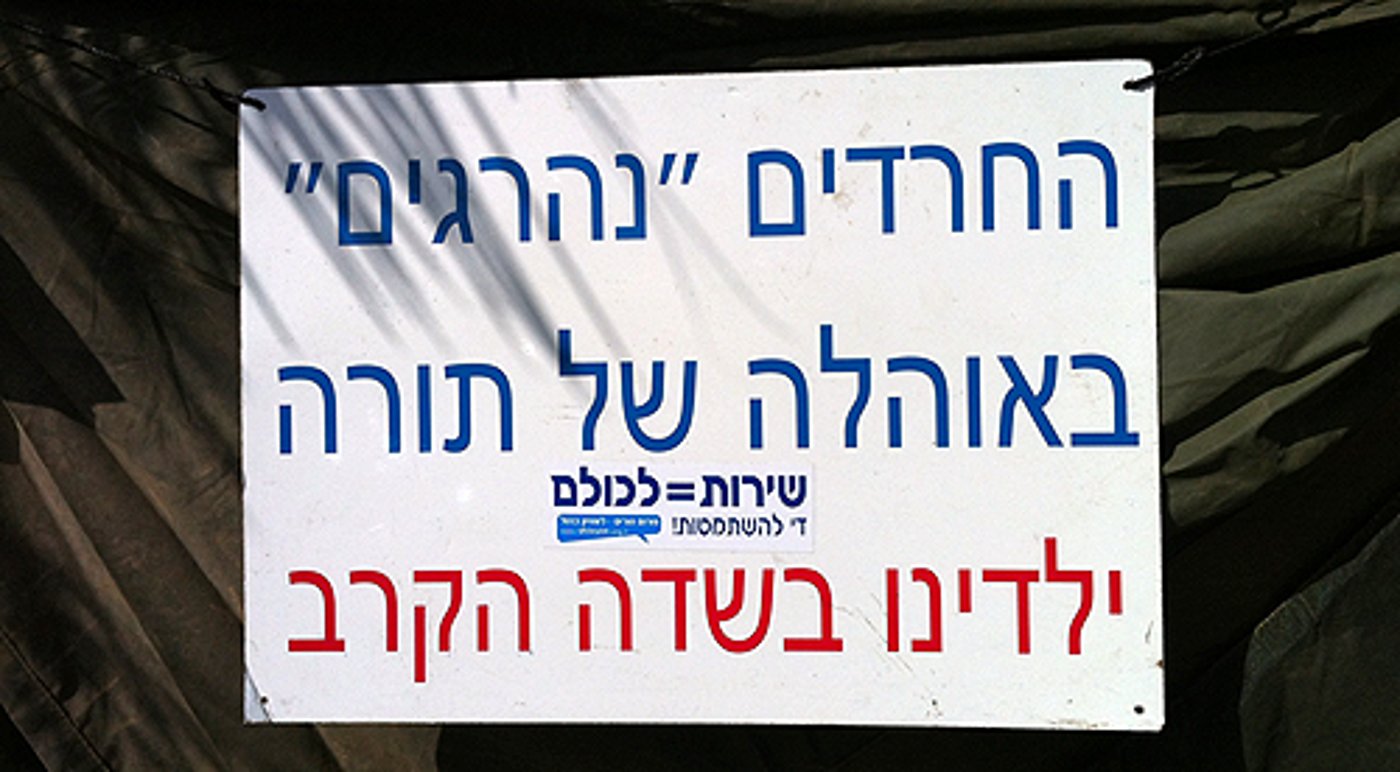 החרדים "נהרגים"
באוהלה של תורה
שירות=לכולם
די להשתמטות!
ילדינו בשדה הקרב